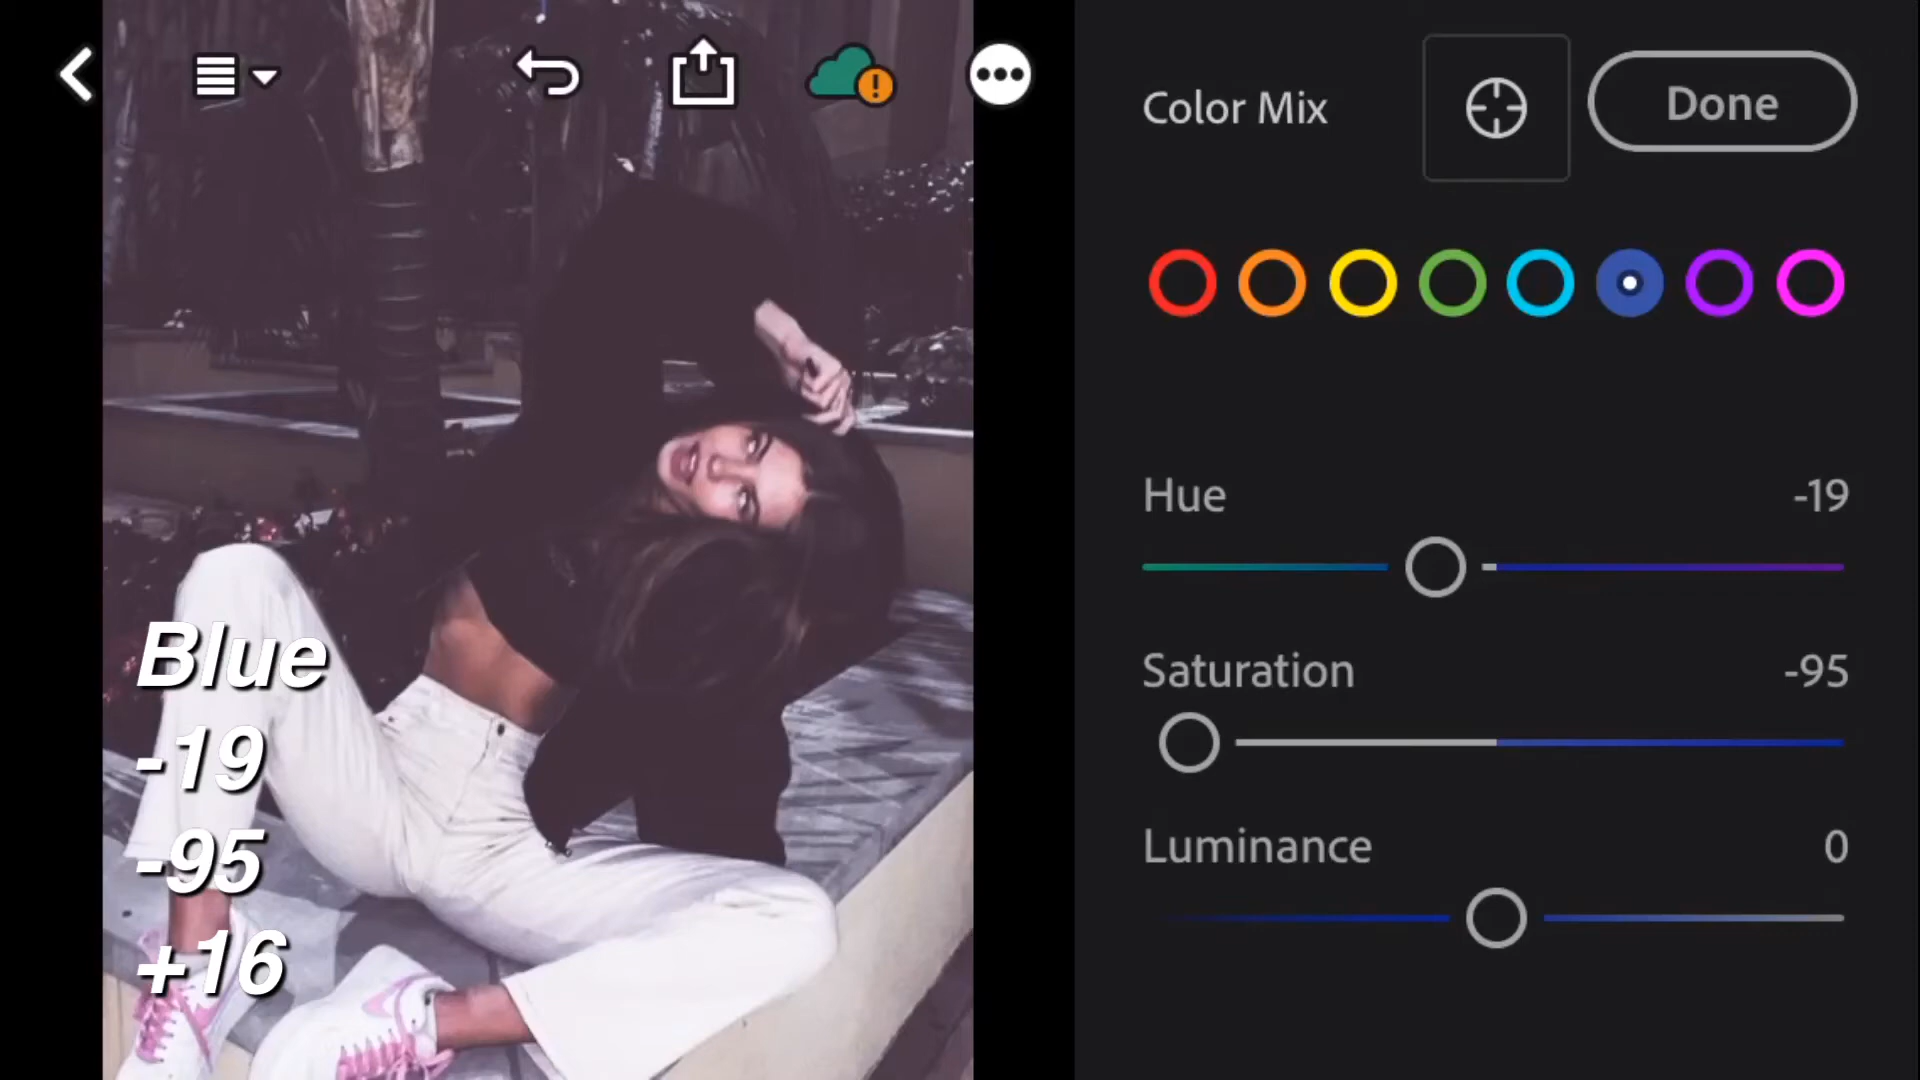 Color Mix
Done
Hue -19
Saturation -95
Luminance 0
Blue
-19
-95
+16